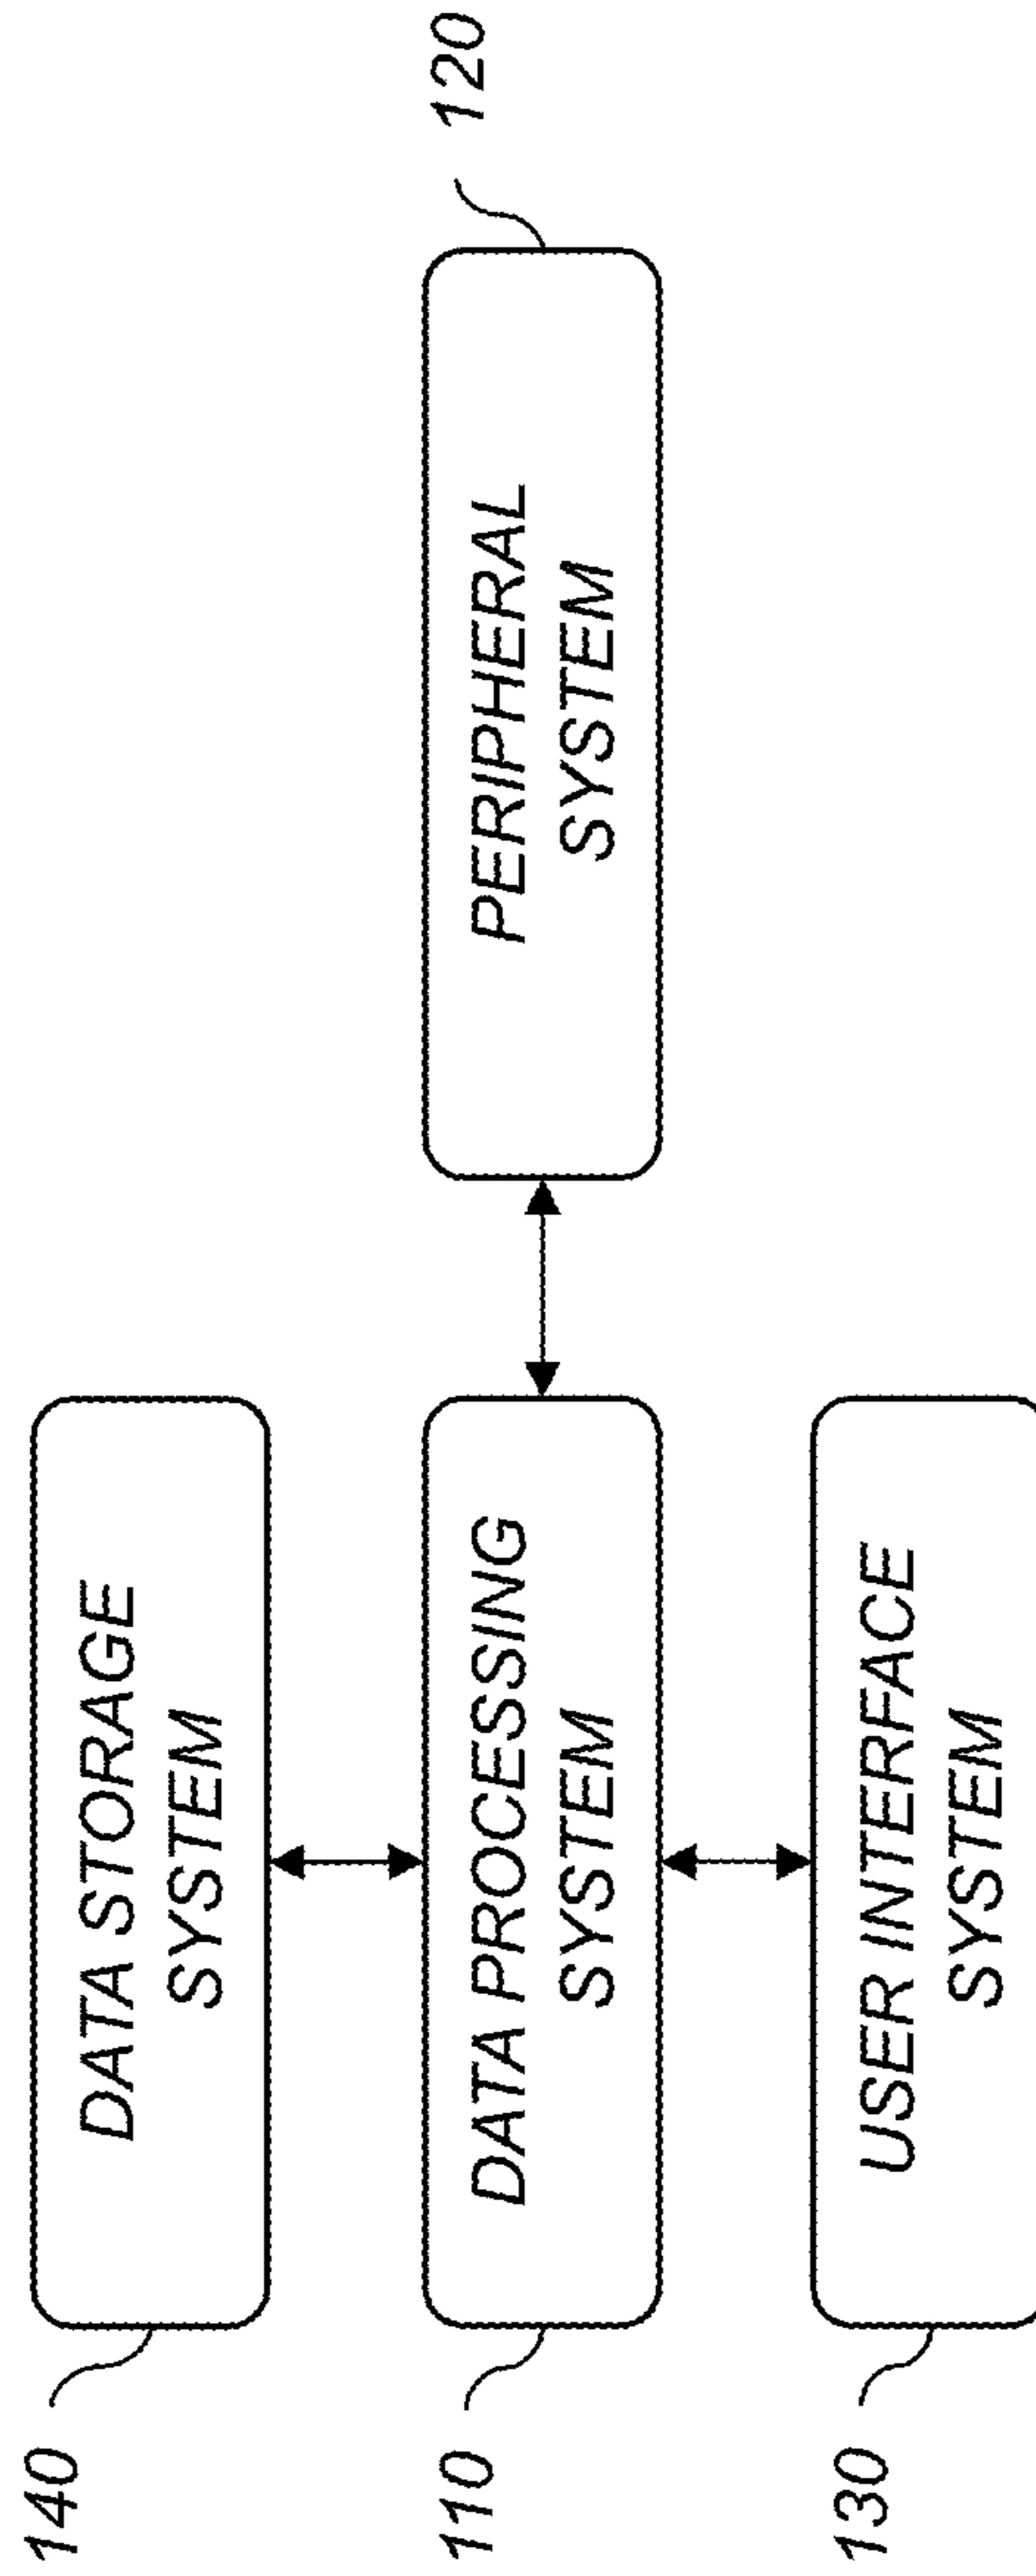 140
DATA STORAGE
SYSTEM
110
DATA PROCESSING
SYSTEM
PERIPHERAL
SYSTEM
120
130
USER INTERFACE
SYSTEM